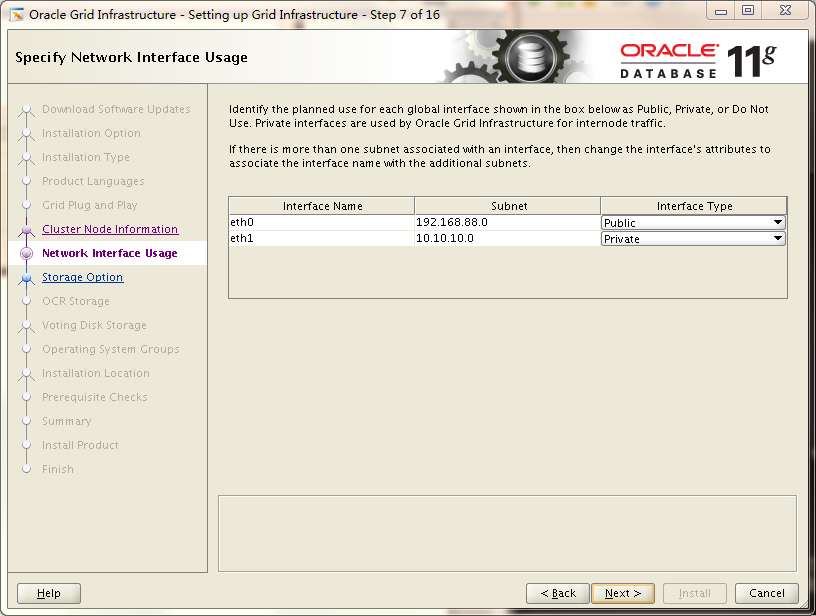 Oracle Grid Infrastructure - Setting up Grid Infrastructure - Step 7 of 16
Specify Network Interface Usage
ORACLE
DATABASE
11g
Download Software Updates
Installation Option
Installation Type
Product Languages
Grid Plug and Play
Cluster Node Information
Network Interface Usage
Storage Option
OCR Storage
Voting Disk Storage
Operating System Groups
Installation Location
Prerequisite Checks
Summary
Install Product
Finish
Identify the planned use for each global interface shown in the box below as Public, Private, or Do Not
Use. Private interfaces are used by Oracle Grid Infrastructure for internode traffic.
If there is more than one subnet associated with an interface, then change the interface's attributes to
associate the interface name with the additional subnets.
Interface Name Subnet Interface Type
eth0 192.168.88.0 Public
eth1 10.10.10.0 Private
Help < Back Next > Install Cancel